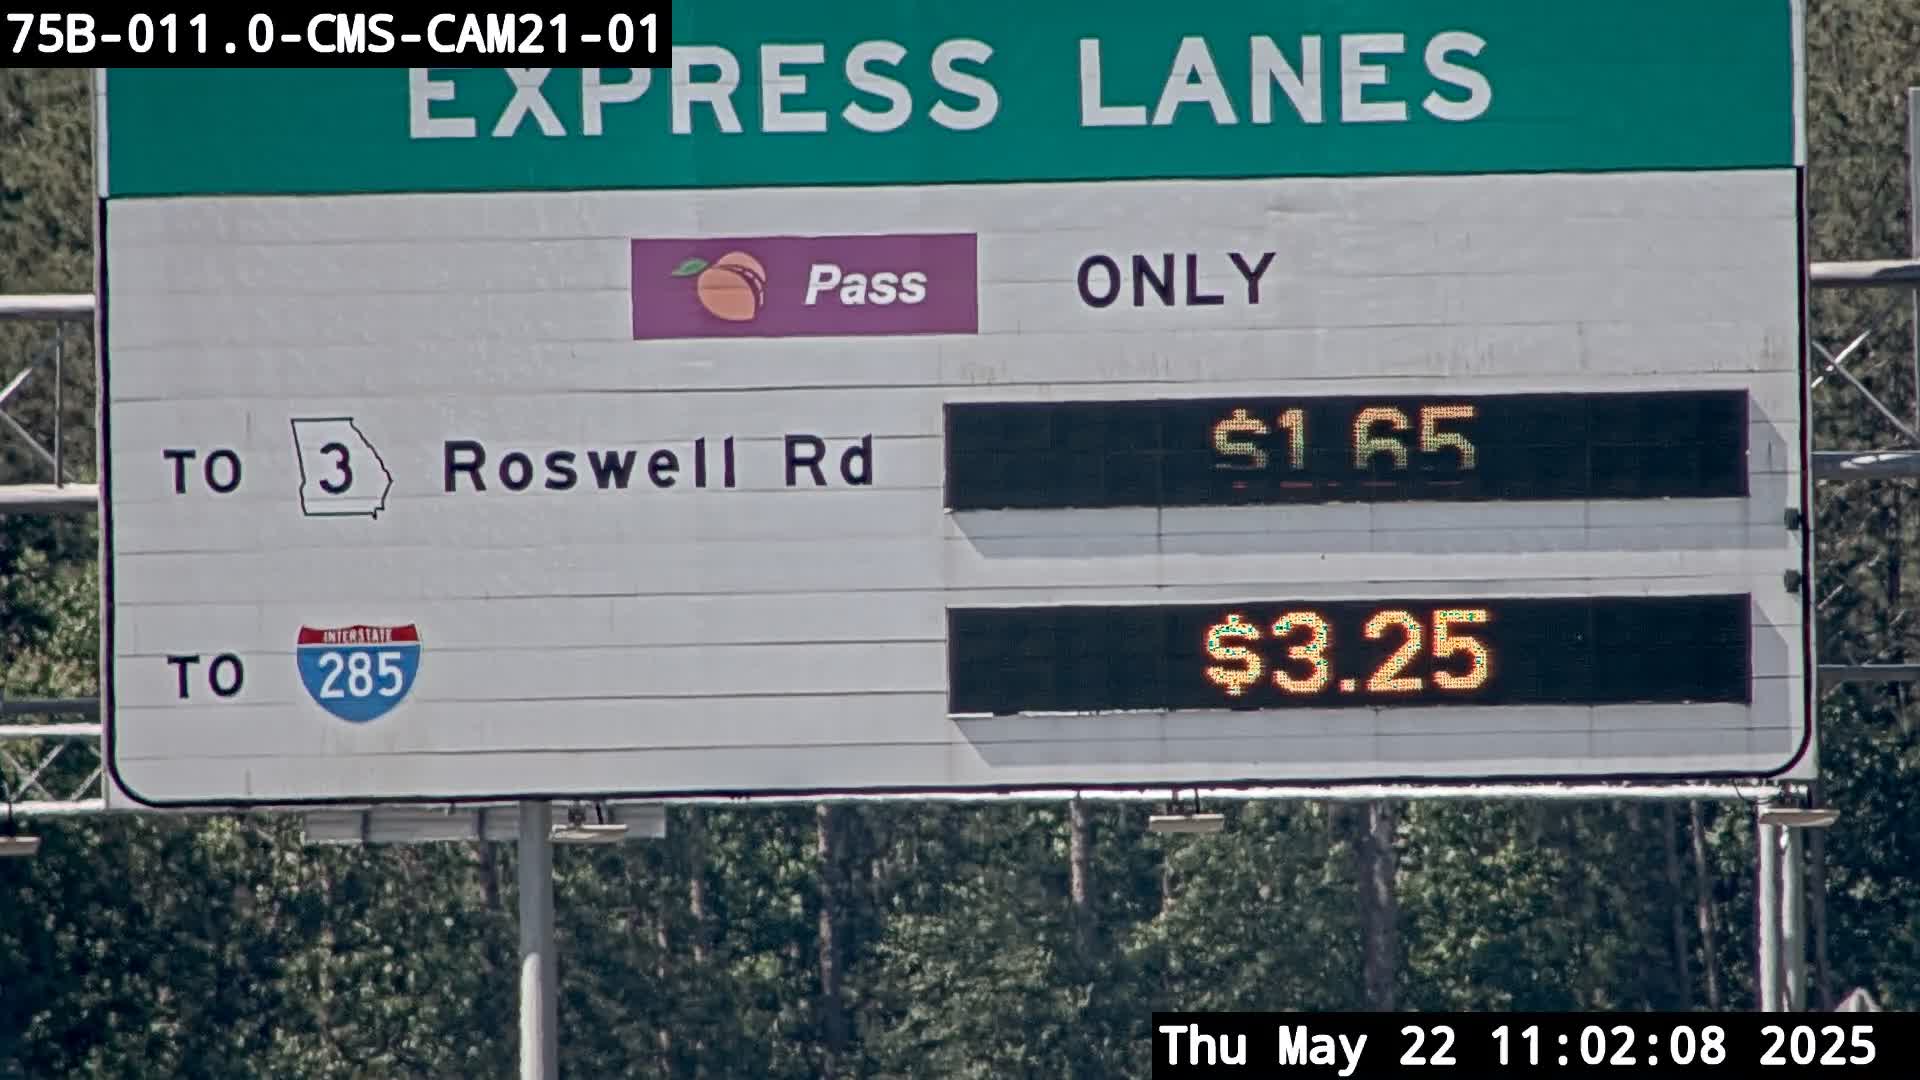 75B-011.0-CMS-CAM21-01
EXPRESS LANES
Pass ONLY
TO 3 Roswell Rd $1.65
TO INTERSTATE 285 $3.25
Thu May 22 11:02:08 2025